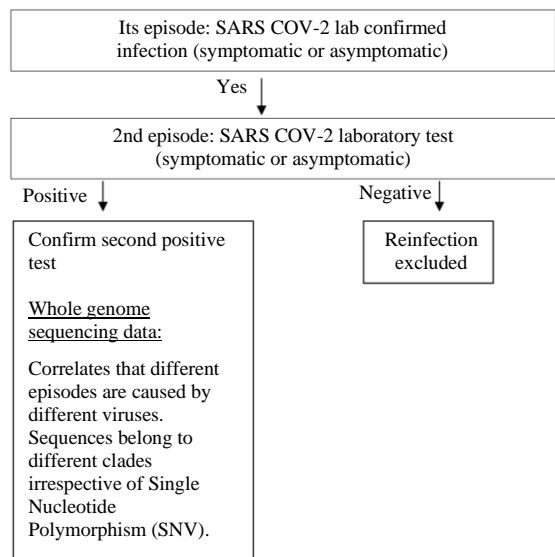 Its episode: SARS COV-2 lab confirmed
infection (symptomatic or asymptomatic)
Yes
2nd episode: SARS COV-2 laboratory test
(symptomatic or asymptomatic)
Positive
Negative
Confirm second positive
test
Whole genome
sequencing data:
Correlates that different
episodes are caused by
different viruses.
Sequences belong to
different clades
irrespective of Single
Nucleotide
Polymorphism (SNV).
Reinfection
excluded